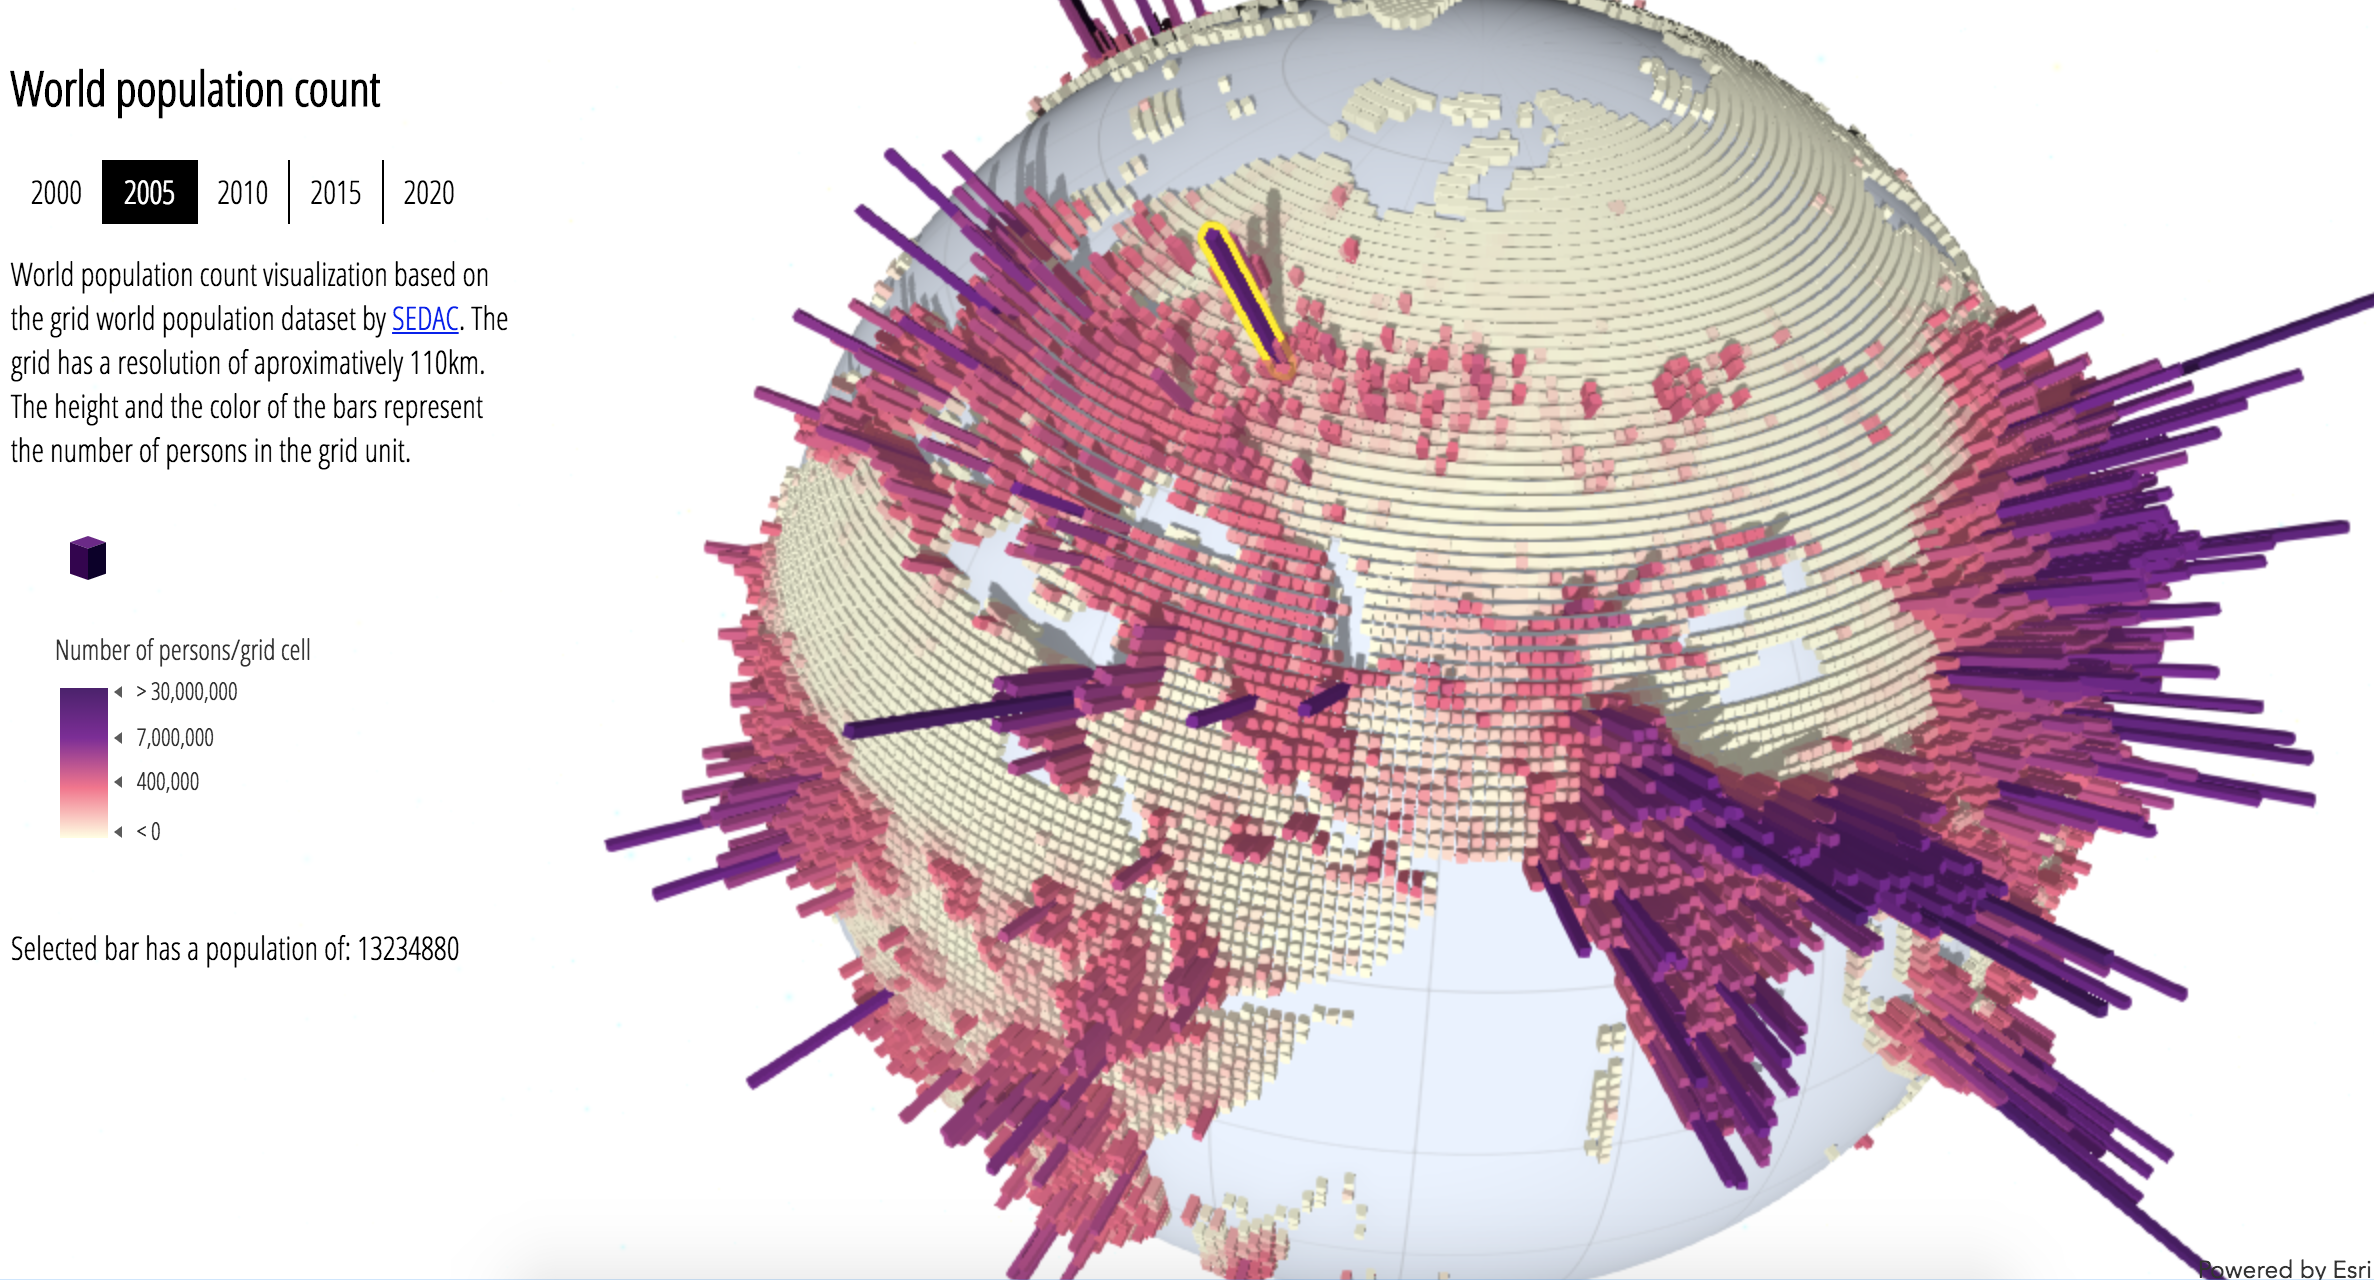 World population count
2000 2005 2010 2015 2020
World population count visualization based on
the grid world population dataset by SEDAC. The
grid has a resolution of aproximatively 110km.
The height and the color of the bars represent
the number of persons in the grid unit.
Number of persons/grid cell
> 30,000,000
7,000,000
400,000
< 0
Selected bar has a population of: 13234880
Powered by Esri